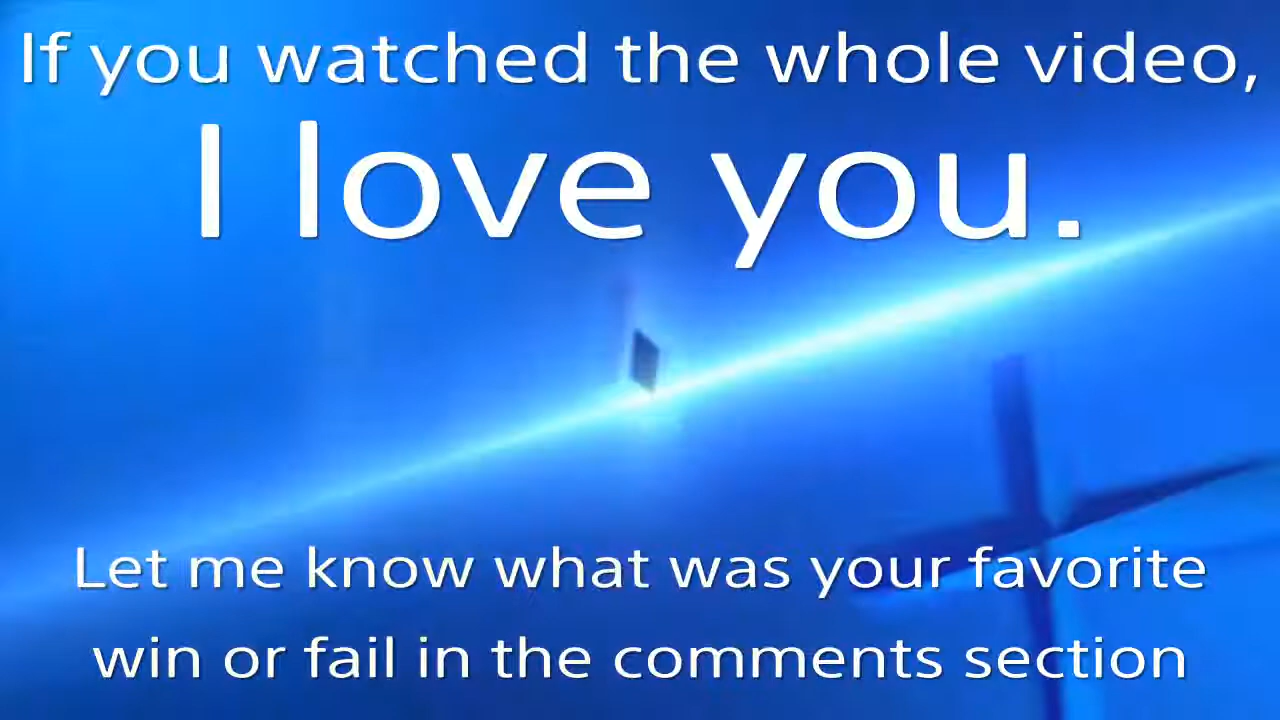 If you watched the whole video,
I love you.
Let me know what was your favorite
win or fail in the comments section